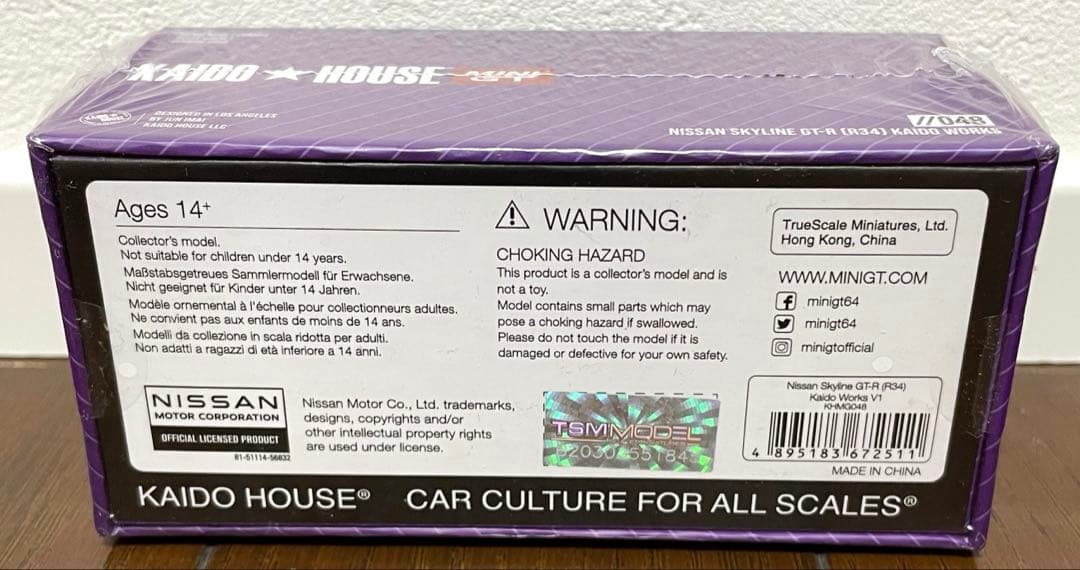 KAIDO ★ HOUSE MINI GT
KAIDO HOUSE
DESIGNED IN LOS ANGELES
BY JUN IMAI
KAIDO HOUSE LLC
//048
NISSAN SKYLINE GT-R (R34) KAIDO WORKS
Ages 14+
Collector's model.
Not suitable for children under 14 years.
Maßstabsgetreues Sammlermodell für Erwachsene.
Nicht geeignet für Kinder unter 14 Jahren.
Modèle ornemental à l'échelle pour collectionneurs adultes.
Ne convient pas aux enfants de moins de 14 ans.
Modelli da collezione in scala ridotta per adulti.
Non adatti a ragazzi di età inferiore a 14 anni.
WARNING:
CHOKING HAZARD
This product is a collector's model and is
not a toy.
Model contains small parts which may
pose a choking hazard if swallowed.
Please do not touch the model if it is
damaged or defective for your own safety.
TrueScale Miniatures, Ltd.
Hong Kong, China
WWW.MINIGT.COM
minigt64
minigt64
minigtofficial
NISSAN
MOTOR CORPORATION
OFFICIAL LICENSED PRODUCT
81-51114-56832
Nissan Motor Co., Ltd. trademarks,
designs, copyrights and/or
other intellectual property rights
are used under license.
TSM MODEL
Nissan Skyline GT-R (R34)
Kaido Works V1
KHMG048
4 895183 672511
MADE IN CHINA
KAIDO HOUSE® CAR CULTURE FOR ALL SCALES®